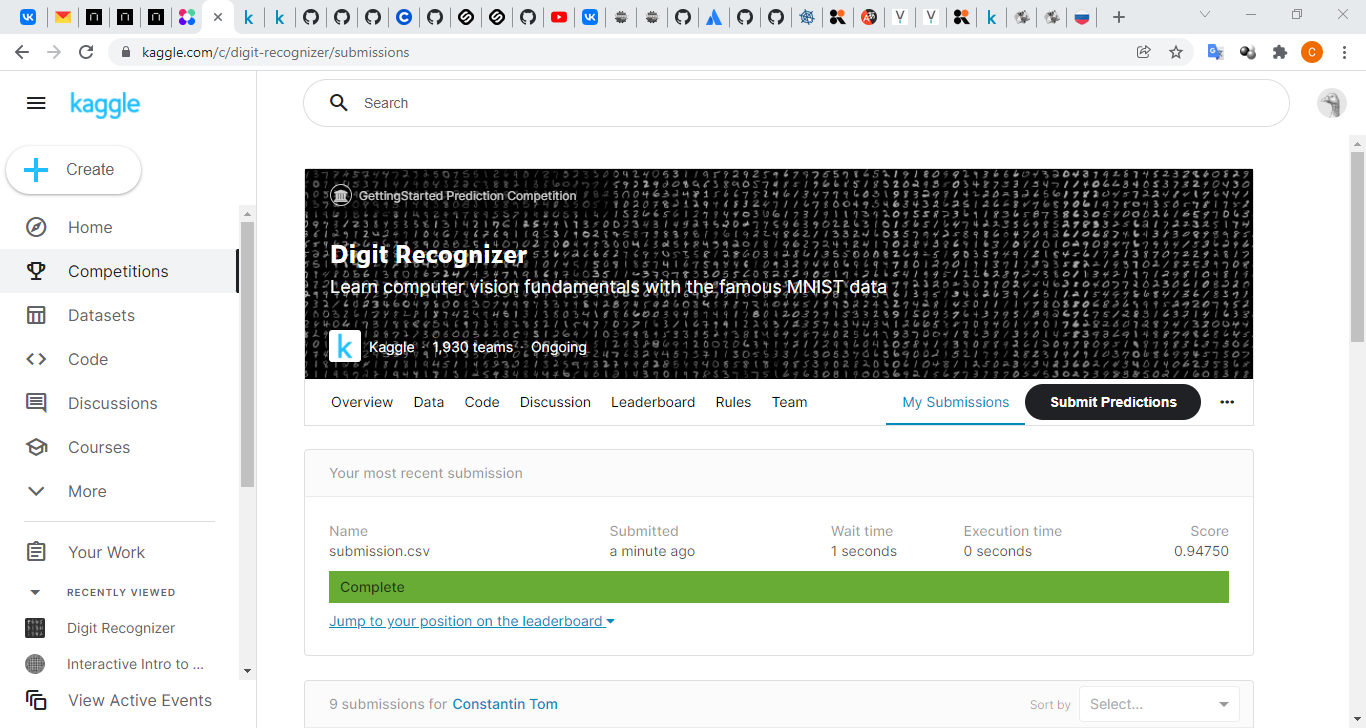 kaggle.com/c/digit-recognizer/submissions
C
kaggle
Search
Create
Home
Competitions
Datasets
Code
Discussions
Courses
More
Your Work
RECENTLY VIEWED
Digit Recognizer
Interactive Intro to ...
View Active Events
GettingStarted Prediction Competition
Digit Recognizer
Learn computer vision fundamentals with the famous MNIST data
k Kaggle · 1,930 teams · Ongoing
Overview Data Code Discussion Leaderboard Rules Team My Submissions Submit Predictions
Your most recent submission
Name Submitted Wait time Execution time Score
submission.csv a minute ago 1 seconds 0 seconds 0.94750
Complete
Jump to your position on the leaderboard
9 submissions for Constantin Tom Sort by Select...